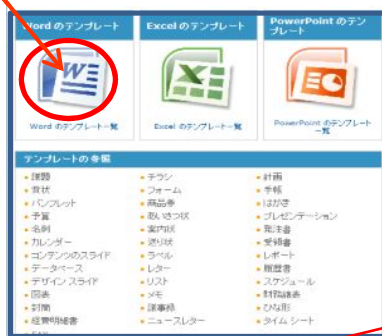 Word のテンプレート
Excel のテンプレート
PowerPoint のテン
プレート
Word のテンプレート一覧
Excel のテンプレート一覧
PowerPoint のテンプレート
一覧
テンプレートの参照
課題
チラシ
計画
賞状
フォーム
手帳
パンフレット
商品券
はがき
予算
あいさつ状
プレゼンテーション
名刺
案内状
発注書
カレンダー
送り状
受領書
コンテンツのスライド
ラベル
レポート
データベース
レター
履歴書
デザイン スライド
リスト
スケジュール
図表
メモ
財務諸表
封筒
議事録
ひな形
経費明細書
ニュースレター
タイム シート